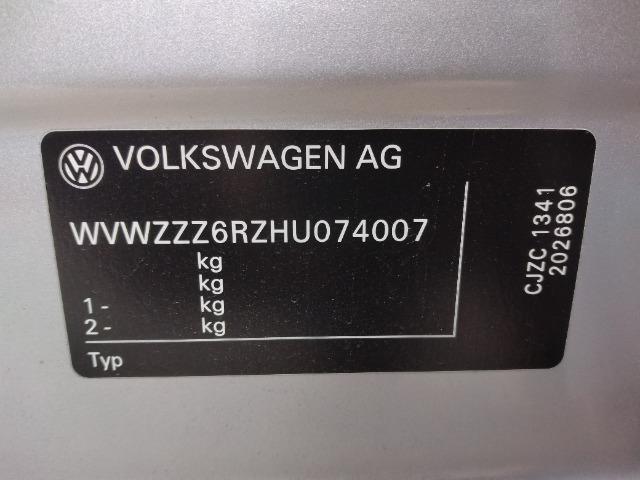 VOLKSWAGEN AG
WVWZZZ6RZHU074007
kg
kg
1- kg
2- kg
Typ
CJZC 1341
2026806